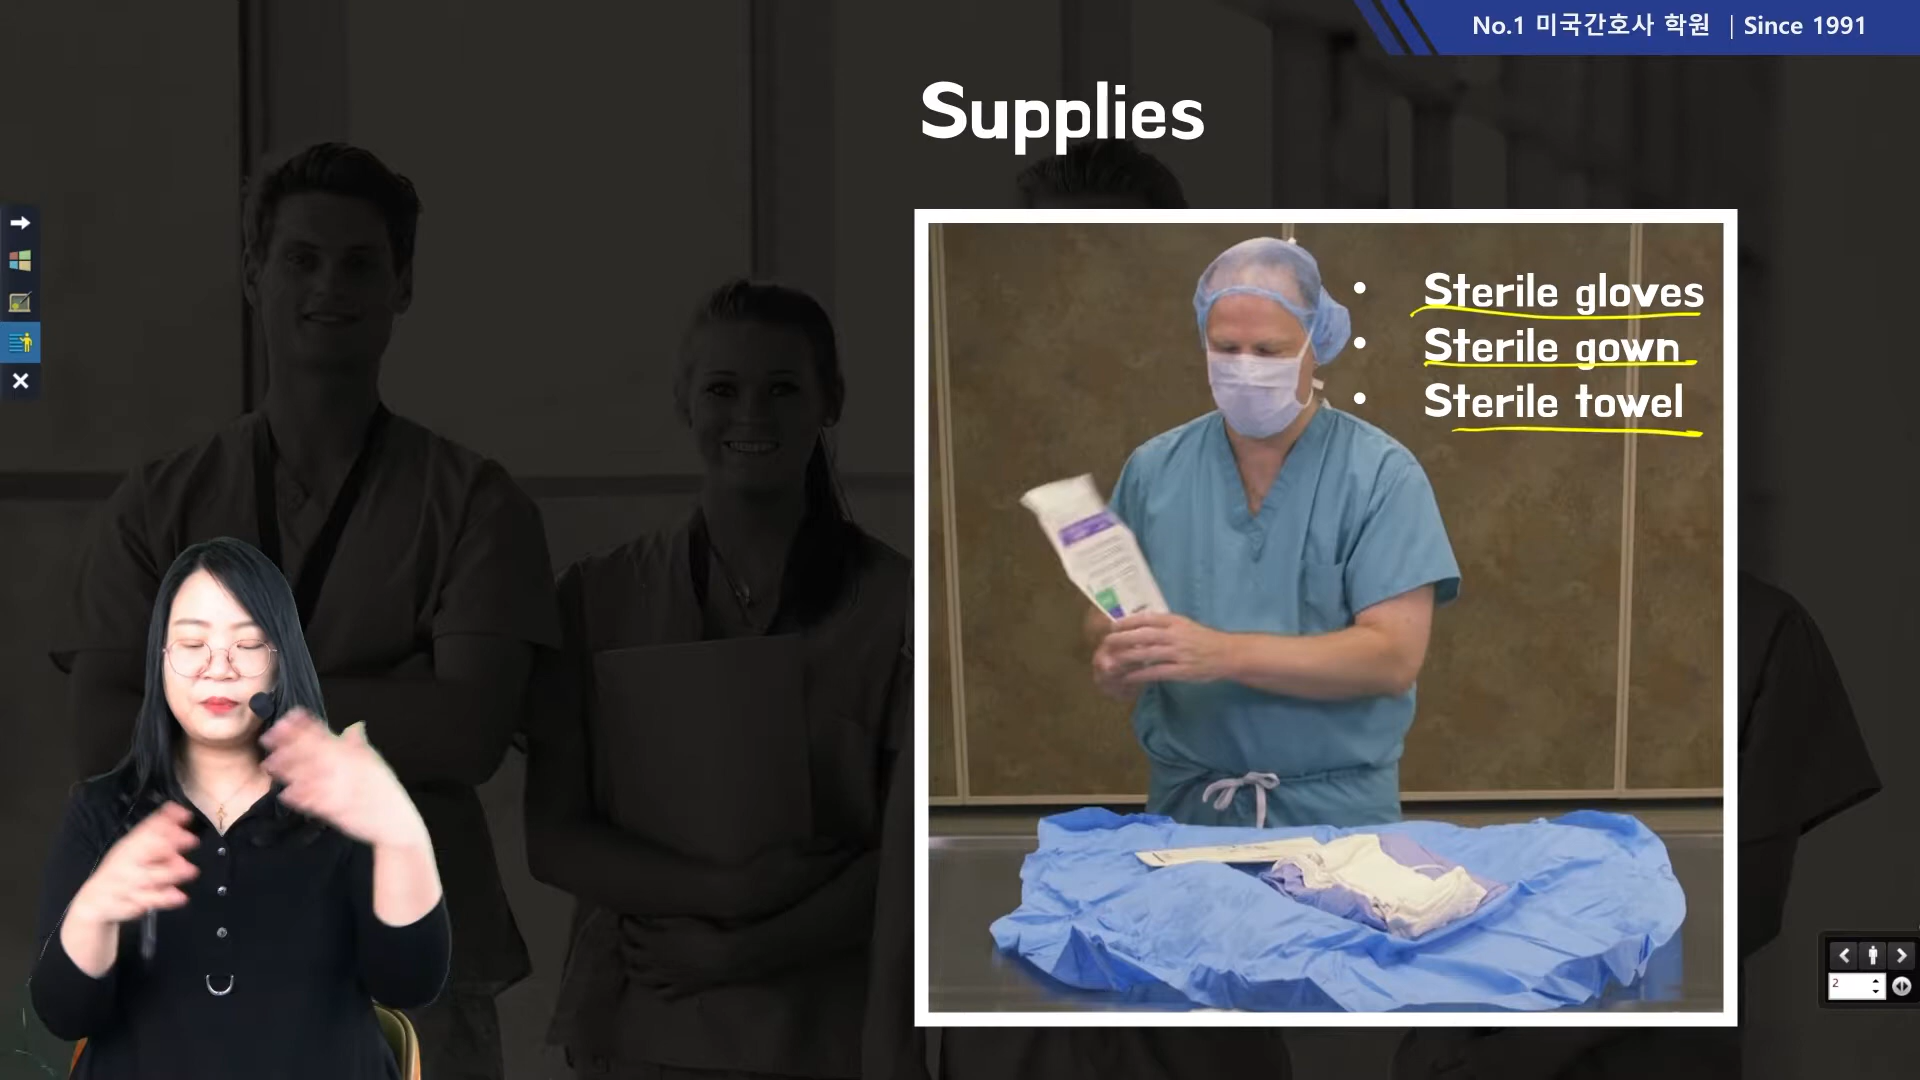 No.1 미국간호사 학원 | Since 1991
Supplies
• Sterile gloves
• Sterile gown
• Sterile towel
2